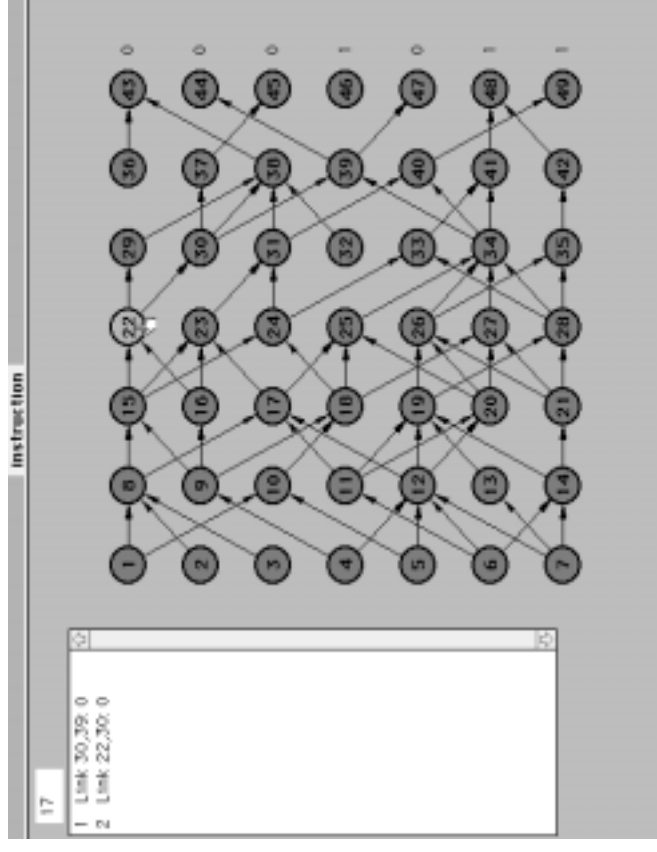 instruction
17
1 Link 30,39: 0
2 Link 22,30: 0
1 8 15 22 29 36 43 0
2 9 16 23 30 37 44 0
3 10 17 24 31 38 45 0
4 11 18 25 32 39 46 1
5 12 19 26 33 40 47 0
6 13 20 27 34 41 48 1
7 14 21 28 35 42 49 1